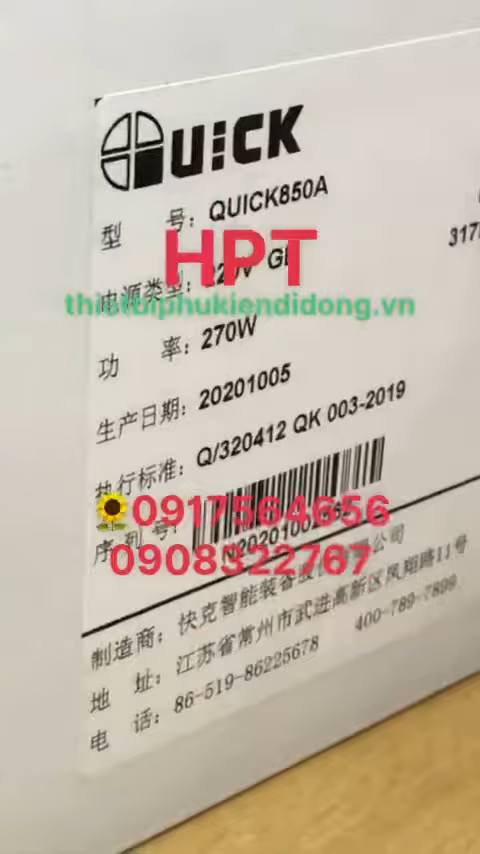 QUICK
型 号: QUICK850A
317
HPT
电源类型: 220V
thietbiphukiendidong.vn
功 率: 270W
生产日期: 20201005
执行标准: Q/320412 QK 003-2019
🌻0917564656
序列号:
0908322767
制造商: 快克智能装备股份有限公司
地 址: 江苏省常州市武进高新区凤翔路11号
电 话: 86-519-86225678 400-789-7899